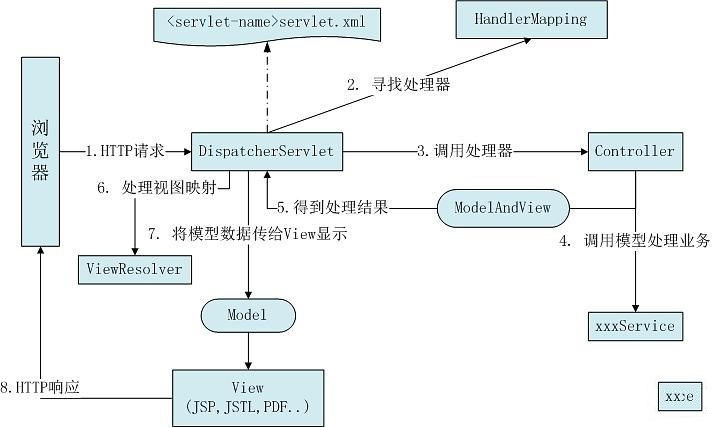 <servlet-name>servlet.xml
HandlerMapping
2. 寻找处理器
浏览器
1.HTTP请求
DispatcherServlet
3.调用处理器
Controller
6. 处理视图映射
5.得到处理结果
ModelAndView
7. 将模型数据传给View显示
4. 调用模型处理业务
ViewResolver
Model
xxxService
8.HTTP响应
View
(JSP,JSTL,PDF..)